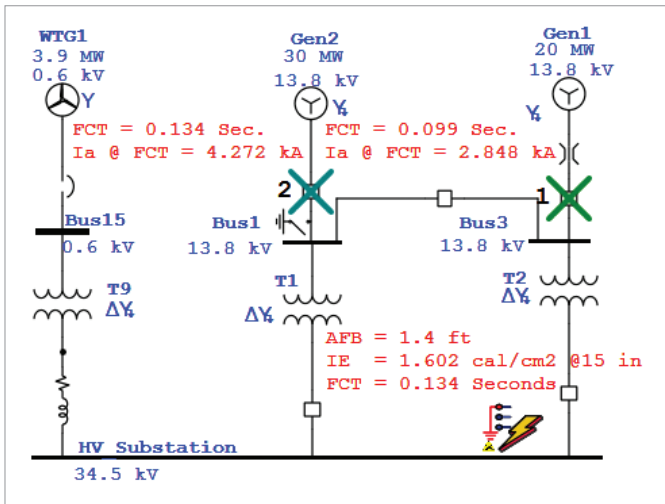 WTG1
3.9 MW
0.6 kV
Y
Gen2
30 MW
13.8 kV
Y
Gen1
20 MW
13.8 kV
Y
FCT = 0.134 Sec.
Ia @ FCT = 4.272 kA
FCT = 0.099 Sec.
Ia @ FCT = 2.848 kA
2
1
Bus15
0.6 kV
Bus1
13.8 kV
Bus3
13.8 kV
T9
ΔY
T1
ΔY
T2
ΔY
AFB = 1.4 ft
IE = 1.602 cal/cm2 @15 in
FCT = 0.134 Seconds
HV Substation
34.5 kV